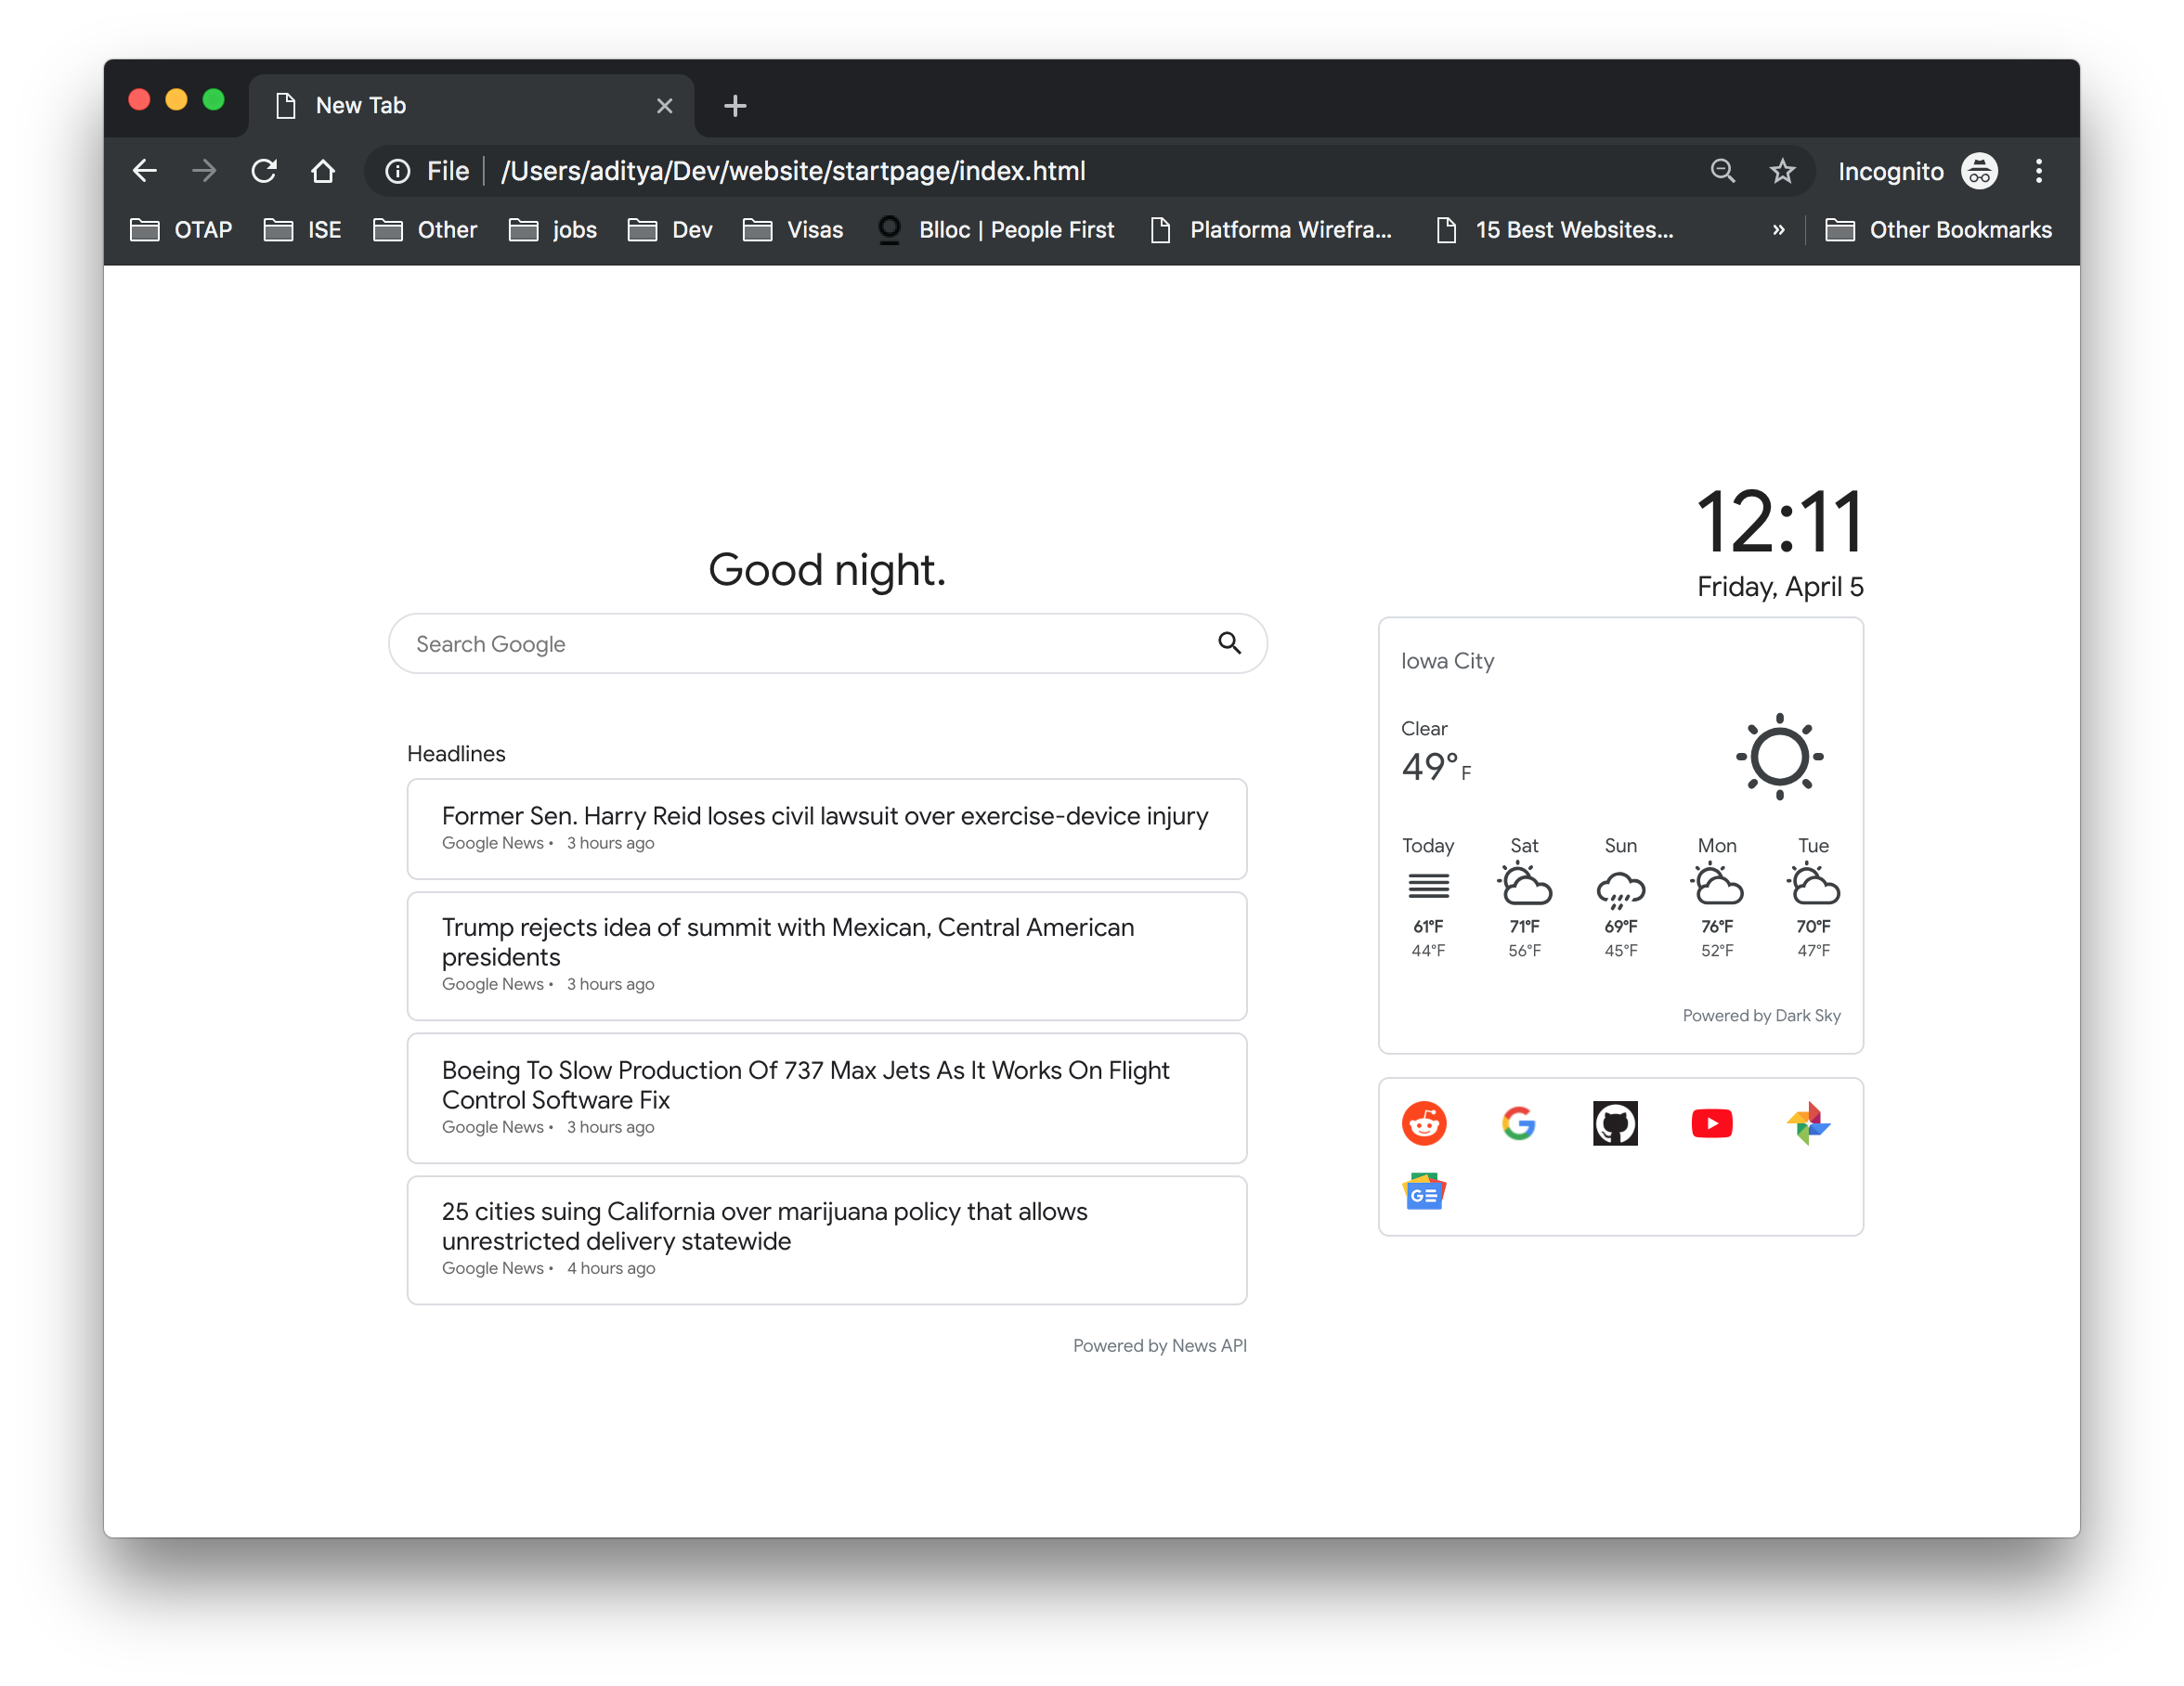 New Tab
File
/Users/aditya/Dev/website/startpage/index.html
Incognito
OTAP
ISE
Other
jobs
Dev
Visas
Blloc | People First
Platforma Wirefra...
15 Best Websites...
»
Other Bookmarks
Good night.
Search Google
Headlines
Former Sen. Harry Reid loses civil lawsuit over exercise-device injury
Google News • 3 hours ago
Trump rejects idea of summit with Mexican, Central American
presidents
Google News • 3 hours ago
Boeing To Slow Production Of 737 Max Jets As It Works On Flight
Control Software Fix
Google News • 3 hours ago
25 cities suing California over marijuana policy that allows
unrestricted delivery statewide
Google News • 4 hours ago
Powered by News API
12:11
Friday, April 5
Iowa City
Clear
49° F
Today Sat Sun Mon Tue
61°F 71°F 69°F 76°F 70°F
44°F 56°F 45°F 52°F 47°F
Powered by Dark Sky